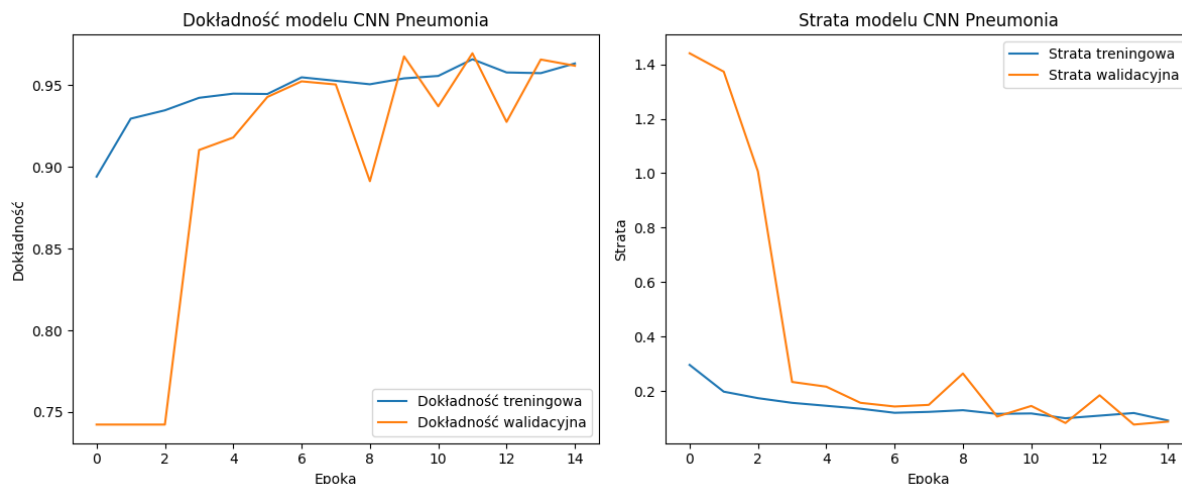 Dokładność modelu CNN Pneumonia
0.95
0.90
0.85
0.80
0.75
Dokładność
0 2 4 6 8 10 12 14
Epoka
Dokładność treningowa
Dokładność walidacyjna
Strata modelu CNN Pneumonia
1.4
1.2
1.0
0.8
0.6
0.4
0.2
Strata
0 2 4 6 8 10 12 14
Epoka
Strata treningowa
Strata walidacyjna